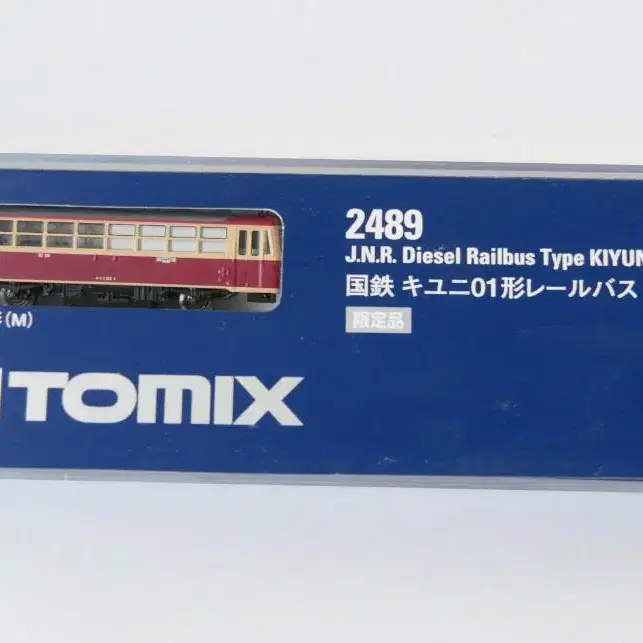 2489
J.N.R. Diesel Railbus Type KIYUN
国鉄 キユニ01形レールバス
限定品
(M)
TOMIX